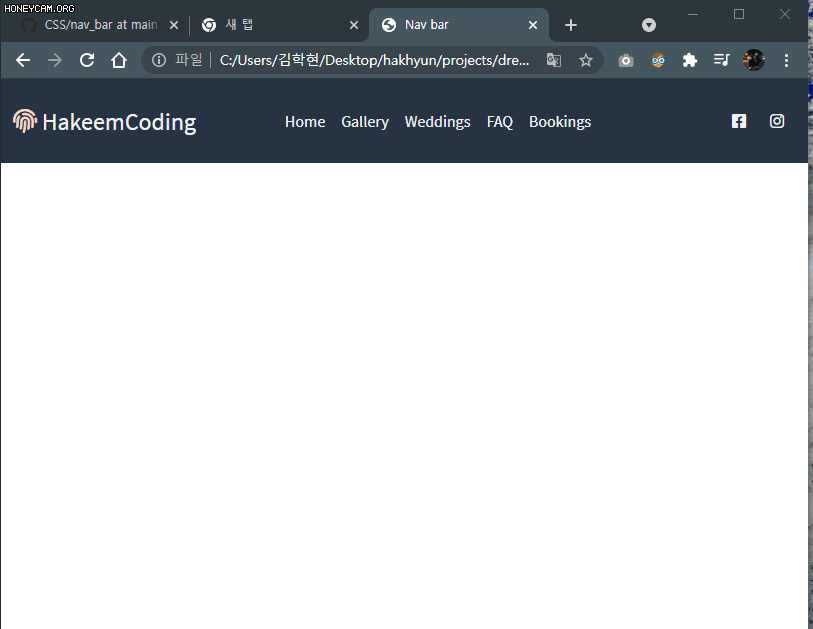 HONEYCAM.ORG
CSS/nav_bar at main
새 탭
Nav bar
파일 C:/Users/김학현/Desktop/hakhyun/projects/dre...
HakeemCoding Home Gallery Weddings FAQ Bookings